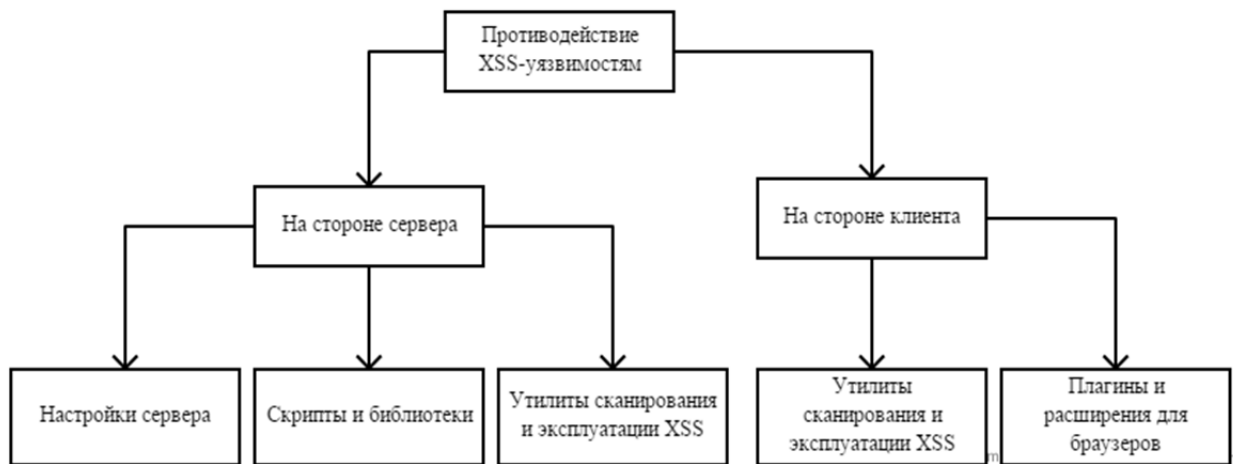 Противодействие
XSS-уязвимостям
На стороне сервера
На стороне клиента
Настройки сервера
Скрипты и библиотеки
Утилиты сканирования
и эксплуатации XSS
Утилиты
сканирования и
эксплуатации XSS
Плагины и
расширения для
браузеров